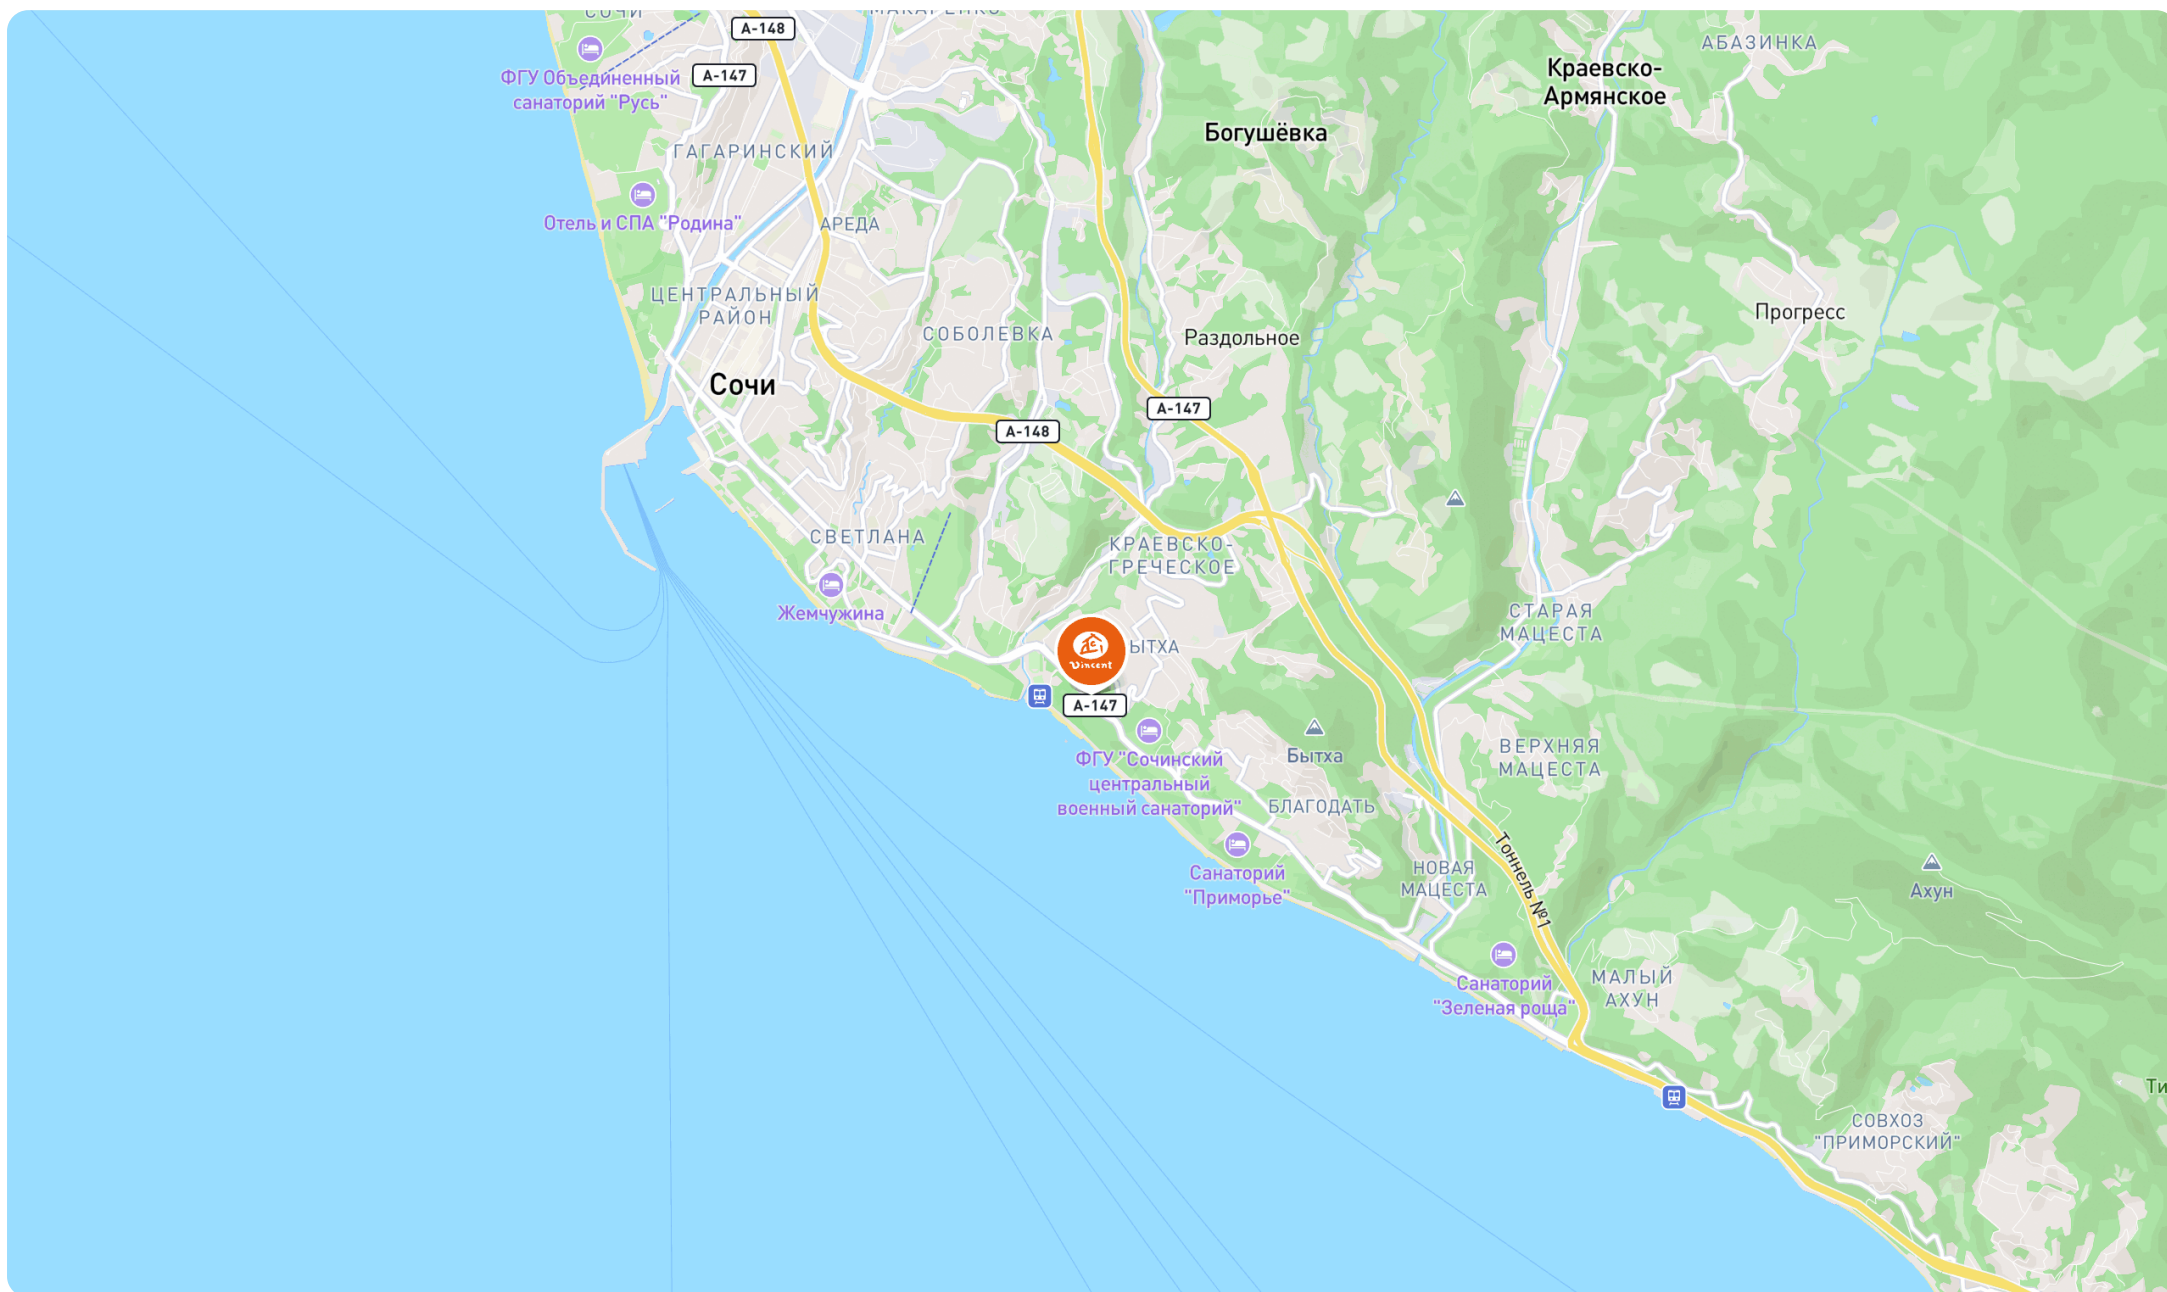 СОЧИ
МАКАРЕНКО
А-148
А-147
ФГУ Объединенный
санаторий "Русь"
АБАЗИНКА
Краевско-
Армянское
Богушёвка
ГАГАРИНСКИЙ
Отель и СПА "Родина"
АРЕДА
ЦЕНТРАЛЬНЫЙ
РАЙОН
СОБОЛЕВКА
Раздольное
Прогресс
Сочи
А-147
А-148
СВЕТЛАНА
КРАЕВСКО-
ГРЕЧЕСКОЕ
Жемчужина
СТАРАЯ
МАЦЕСТА
Vincent
ЫТХА
А-147
ФГУ "Сочинский
центральный
военный санаторий"
Бытха
ВЕРХНЯЯ
МАЦЕСТА
БЛАГОДАТЬ
Тоннель №1
Санаторий
"Приморье"
НОВАЯ
МАЦЕСТА
Ахун
Санаторий
"Зеленая роща"
МАЛЫЙ
АХУН
Ти
СОВХОЗ
"ПРИМОРСКИЙ"